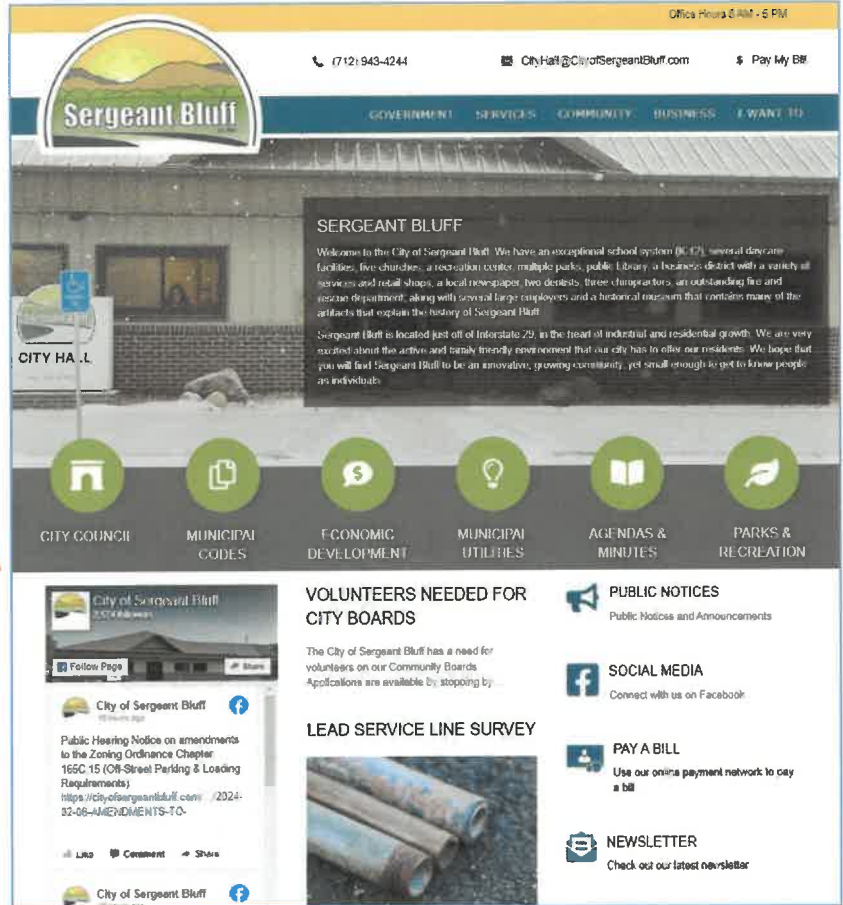 Office Hours 8 AM - 5 PM
(712) 943-4244
CityHall@CityofSergeantBluff.com
$ Pay My Bill
Sergeant Bluff
GOVERNMENT SERVICES COMMUNITY BUSINESS I WANT TO
SERGEANT BLUFF
Welcome to the City of Sergeant Bluff. We have an exceptional school system (K-12), several daycare
facilities, five churches, a recreation center, multiple parks, public library, a business district with a variety of
services and retail shops, a local newspaper, two dentists, three chiropractors, an outstanding fire and
rescue department, along with several large employers and a historical museum that contains many of the
artifacts that explain the history of Sergeant Bluff.
Sergeant Bluff is located just off of Interstate 29, in the heart of industrial and residential growth. We are very
excited about the active and family friendly environment that our city has to offer our residents. We hope that
you will find Sergeant Bluff to be an innovative, growing community, yet small enough to get to know people
as individuals.
CITY HALL
CITY COUNCIL
MUNICIPAL
CODES
ECONOMIC
DEVELOPMENT
MUNICIPAL
UTILITIES
AGENDAS &
MINUTES
PARKS &
RECREATION
City of Sergeant Bluff
followers
Follow Page
Share
City of Sergeant Bluff
hours ago
Public Hearing Notice on amendments
to the Zoning Ordinance Chapter
165C.15 (Off-Street Parking & Loading
Requirements)
https://cityofsergeantbluff.com/.../2024-
02-06-AMENDMENTS-TO-
Like Comment Share
City of Sergeant Bluff
VOLUNTEERS NEEDED FOR
CITY BOARDS
The City of Sergeant Bluff has a need for
volunteers on our Community Boards
Applications are available by stopping by
LEAD SERVICE LINE SURVEY
PUBLIC NOTICES
Public Notices and Announcements
SOCIAL MEDIA
Connect with us on Facebook
PAY A BILL
Use our online payment network to pay
a bill
NEWSLETTER
Check out our latest newsletter